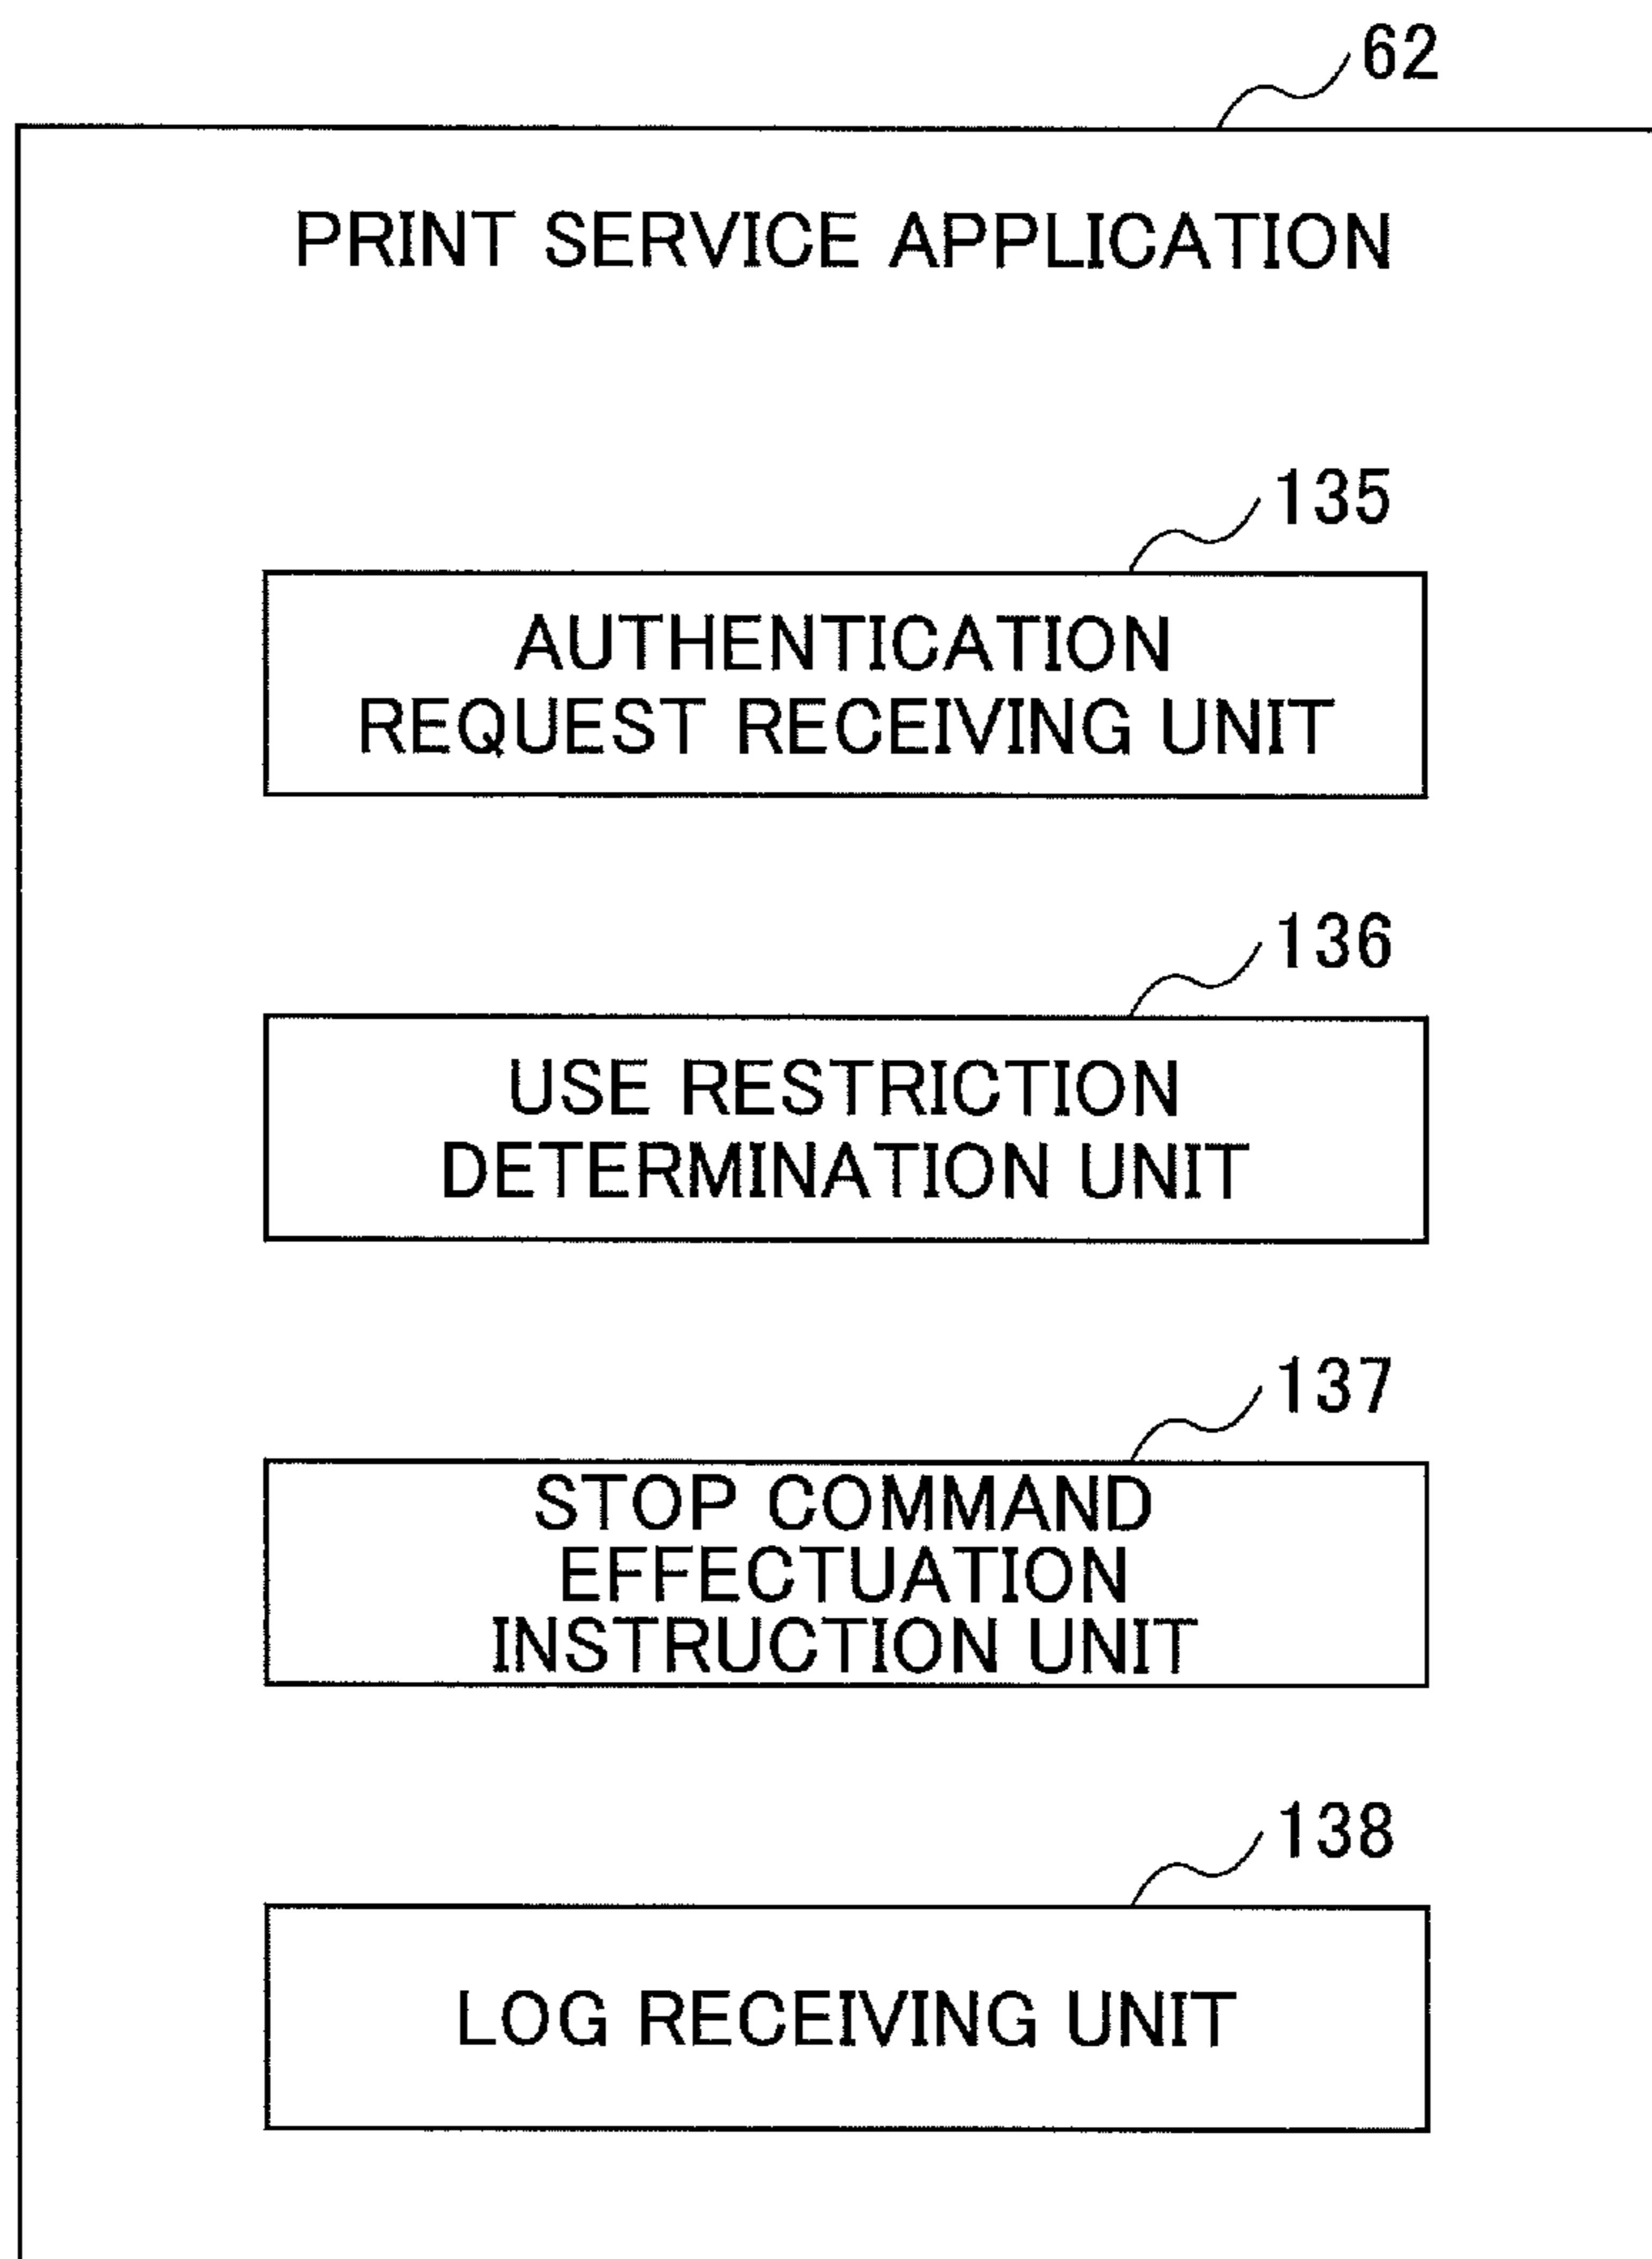 62
PRINT SERVICE APPLICATION
135
AUTHENTICATION
REQUEST RECEIVING UNIT
136
USE RESTRICTION
DETERMINATION UNIT
137
STOP COMMAND
EFFECTUATION
INSTRUCTION UNIT
138
LOG RECEIVING UNIT